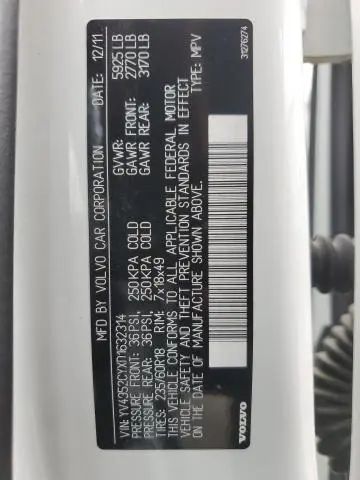 MFD BY VOLVO CAR CORPORATION DATE: 12/11
GVWR: 5925 LB
GAWR FRONT: 2770 LB
GAWR REAR: 3170 LB
VIN: YV4952CYXD1632314
PRESSURE FRONT: 36PSI, 250KPA COLD
PRESSURE REAR: 36PSI, 250KPA COLD
TIRES: 235/60R18 RIM: 7x18x49
THIS VEHICLE CONFORMS TO ALL APPLICABLE FEDERAL MOTOR
VEHICLE SAFETY AND THEFT PREVENTION STANDARDS IN EFFECT
ON DATE OF MANUFACTURE SHOWN ABOVE. TYPE: MPV
VOLVO 31276274